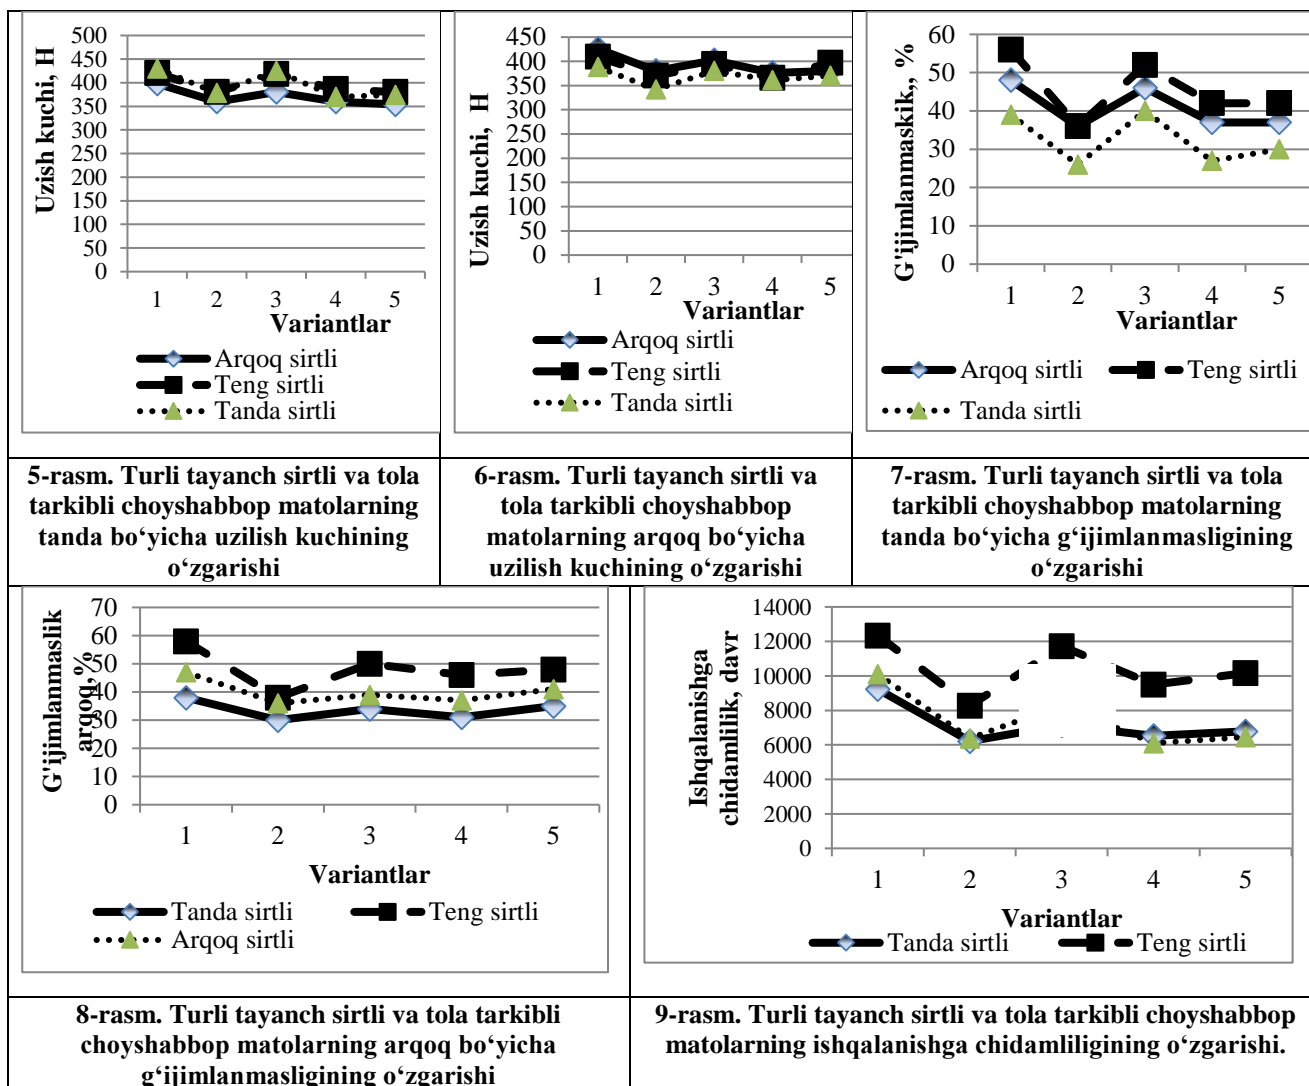 500
450
400
350
300
250
200
150
100
50
0
Uzish kuchi, H
1 2 3 4 5
Variantlar
Arqoq sirtli
Teng sirtli
Tanda sirtli
450
400
350
300
250
200
150
100
50
0
Uzish kuchi, H
1 2 3 4 5
Variantlar
Arqoq sirtli
Teng sirtli
Tanda sirtli
60
50
40
30
20
10
0
G'ijimlanmaskik,, %
1 2 3 4 5
Variantlar
Arqoq sirtli Teng sirtli
Tanda sirtli
5-rasm. Turli tayanch sirtli va tola
tarkibli choyshabbop matolarning
tanda bo‘yicha uzilish kuchining
o‘zgarishi
6-rasm. Turli tayanch sirtli va
tola tarkibli choyshabbop
matolarning arqoq bo‘yicha
uzilish kuchining o‘zgarishi
7-rasm. Turli tayanch sirtli va tola
tarkibli choyshabbop matolarning
tanda bo‘yicha g‘ijimlanmasligining
o‘zgarishi
70
60
50
40
30
20
10
0
G'ijimlanmaslik
arqoq,%
1 2 3 4 5
Variantlar
Tanda sirtli Teng sirtli
Arqoq sirtli
14000
12000
10000
8000
6000
4000
2000
0
Ishqalanishga
chidamlilik, davr
1 2 3 4 5
Variantlar
Tanda sirtli Teng sirtli
8-rasm. Turli tayanch sirtli va tola tarkibli
choyshabbop matolarning arqoq bo‘yicha
g‘ijimlanmasligining o‘zgarishi
9-rasm. Turli tayanch sirtli va tola tarkibli choyshabbop
matolarning ishqalanishga chidamliligining o‘zgarishi.